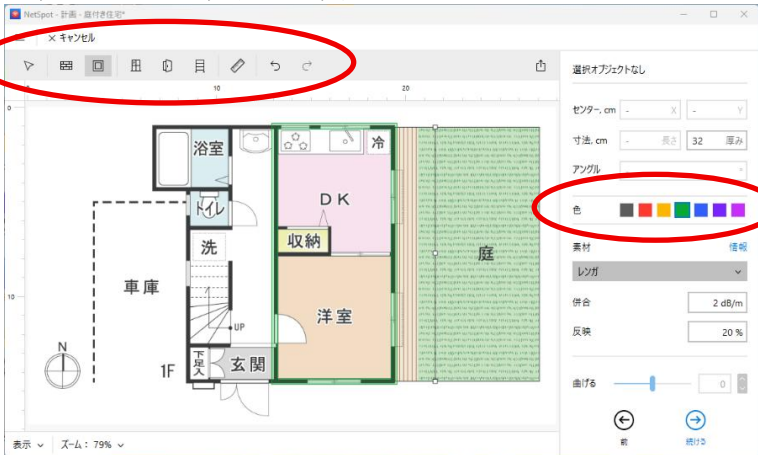 NetSpot - 計画 - 庭付き住宅*
× キャンセル
選択オブジェクトなし
10
20
0
センター, cm - X - Y
寸法, cm - 長さ 32 厚み
アングル - °
色
素材 情報
レンガ
併合 2 dB/m
反映 20 %
曲げる 0
前 続ける
浴室
冷
トイレ
DK
洗
収納
庭
車庫
10
洋室
UP
N
下足入
玄関
1F
表示 ズーム: 79%